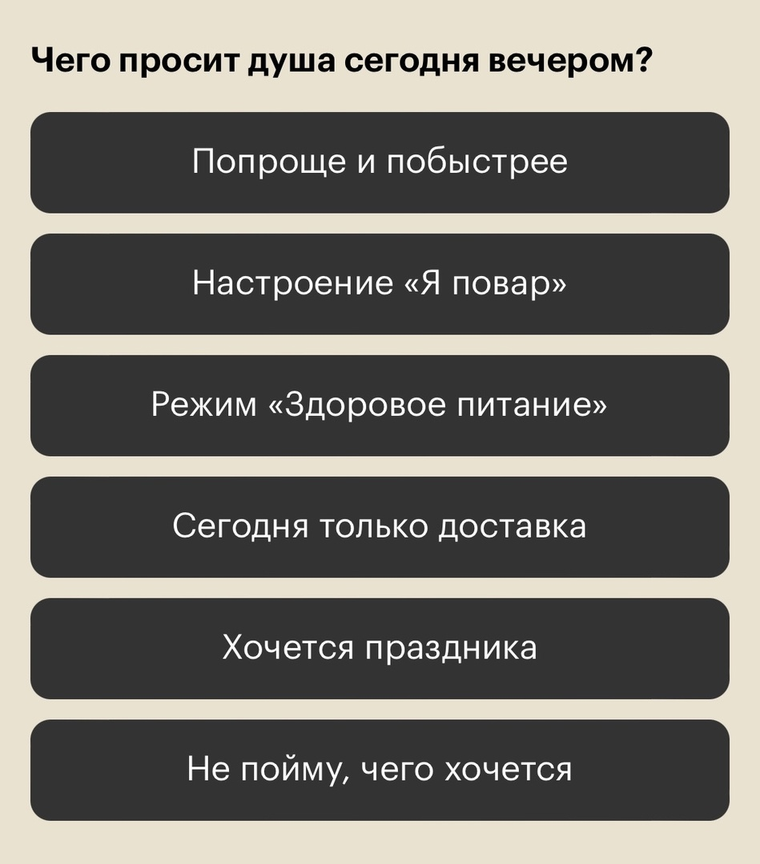 Чего просит душа сегодня вечером?
Попроще и побыстрее
Настроение «Я повар»
Режим «Здоровое питание»
Сегодня только доставка
Хочется праздника
Не пойму, чего хочется